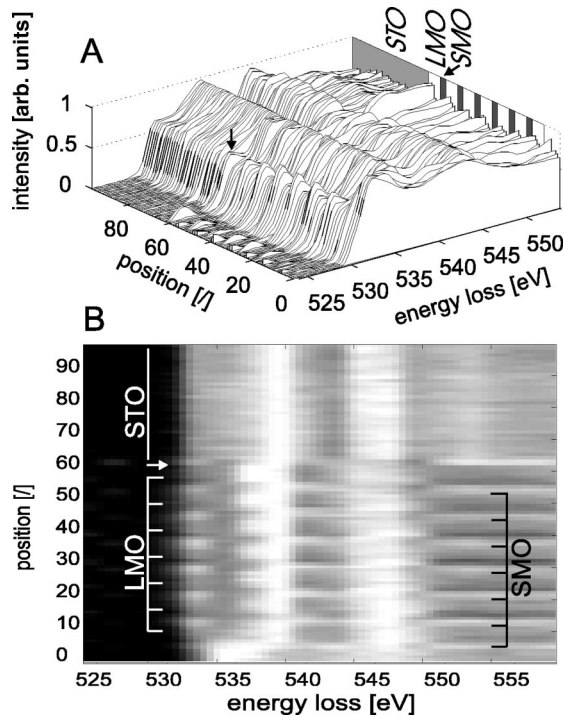 A
STO
LMO
SMO
intensity [arb. units]
1
0.5
0
80
60
40
20
0
position [/]
525
530
535
540
545
550
energy loss [eV]
B
90
80
70
60
50
40
30
20
10
0
position [/]
STO
LMO
SMO
525
530
535
540
545
550
555
energy loss [eV]